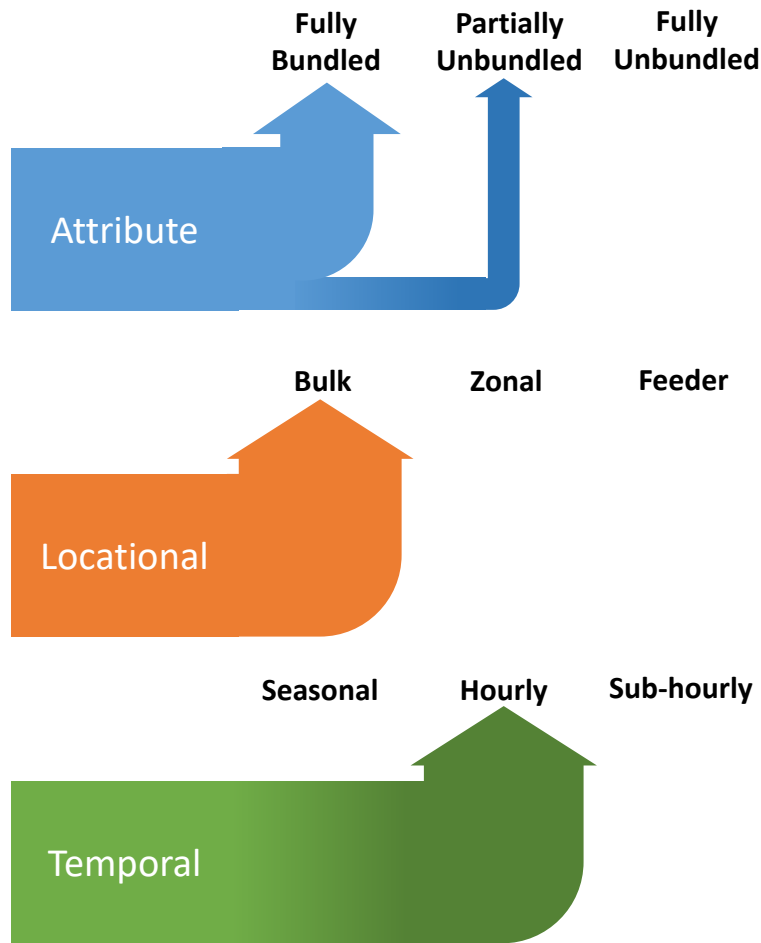 Fully Partially Fully
Bundled Unbundled Unbundled
Attribute
Bulk Zonal Feeder
Locational
Seasonal Hourly Sub-hourly
Temporal